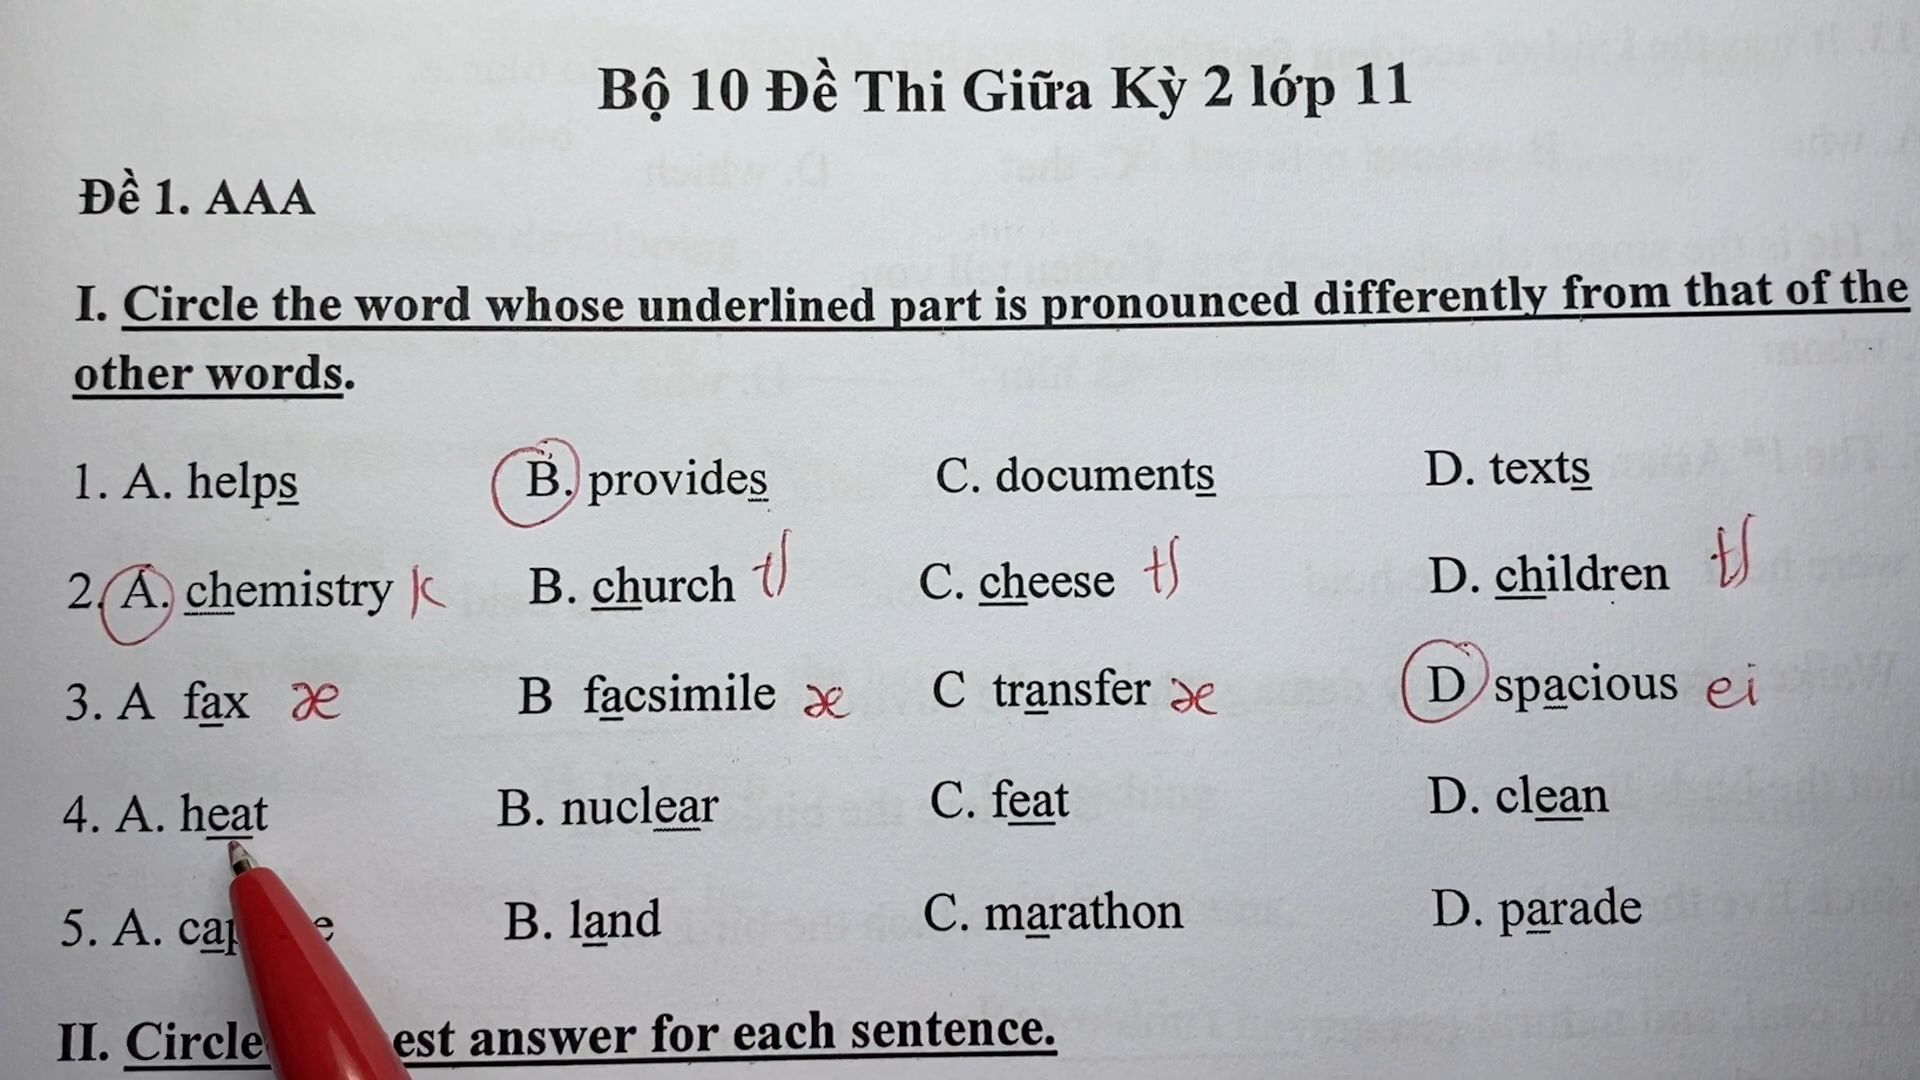 Bộ 10 Đề Thi Giữa Kỳ 2 lớp 11
Đề 1. AAA
I. Circle the word whose underlined part is pronounced differently from that of the
other words.
1. A. helps B. provides C. documents D. texts
2. A. chemistry k B. church tʃ C. cheese tʃ D. children tʃ
3. A fax æ B facsimile æ C transfer æ D spacious ei
4. A. heat B. nuclear C. feat D. clean
5. A. B. land C. marathon D. parade
II. Circle answer for each sentence.